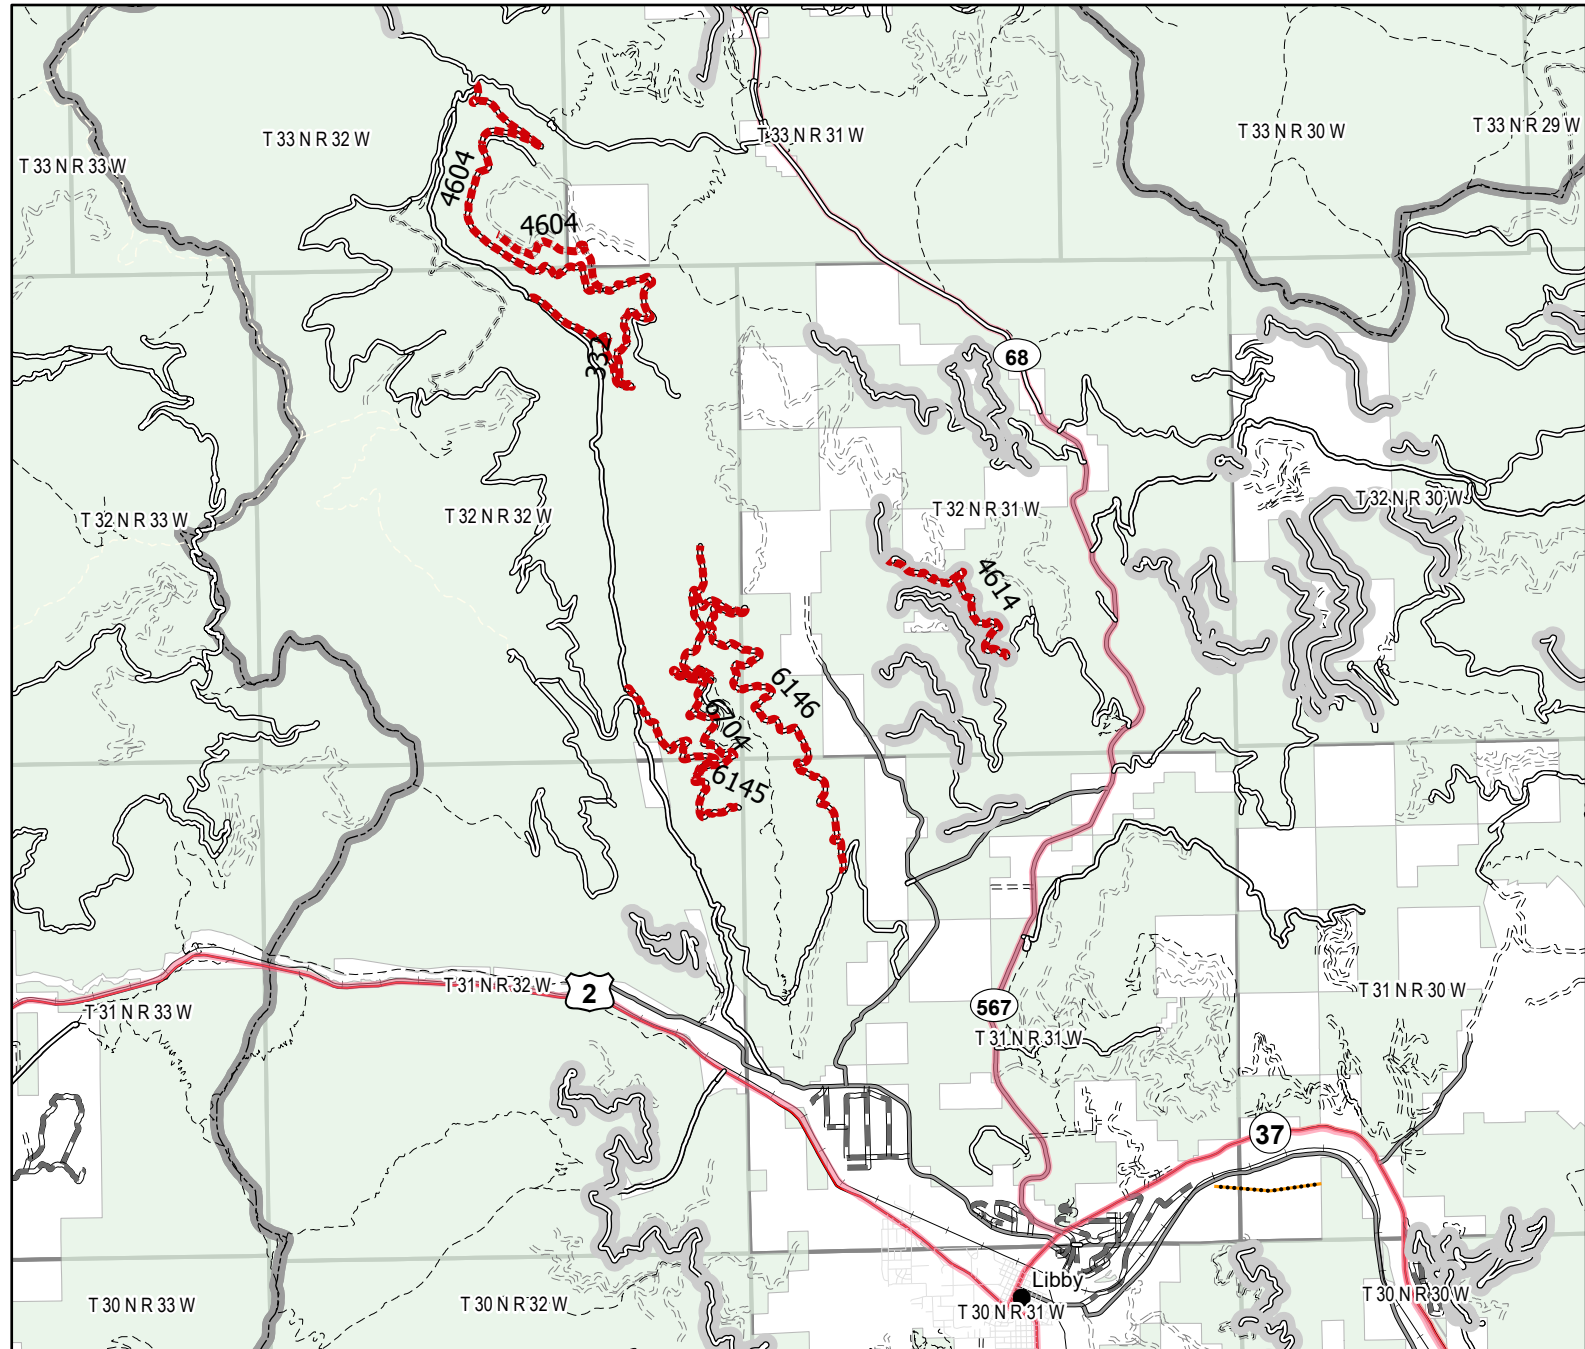 T 33 N R 32 W
T 33 N R 31 W
T 33 N R 30 W
T 33 N R 29 W
T 33 N R 33 W
4604
4604
332
68
T 32 N R 33 W
T 32 N R 32 W
T 32 N R 31 W
T 32 N R 30 W
4614
6146
6704
6145
T 31 N R 33 W
T 31 N R 32 W
2
567
T 31 N R 31 W
T 31 N R 30 W
37
Libby
T 30 N R 33 W
T 30 N R 32 W
T 30 N R 31 W
T 30 N R 30 W